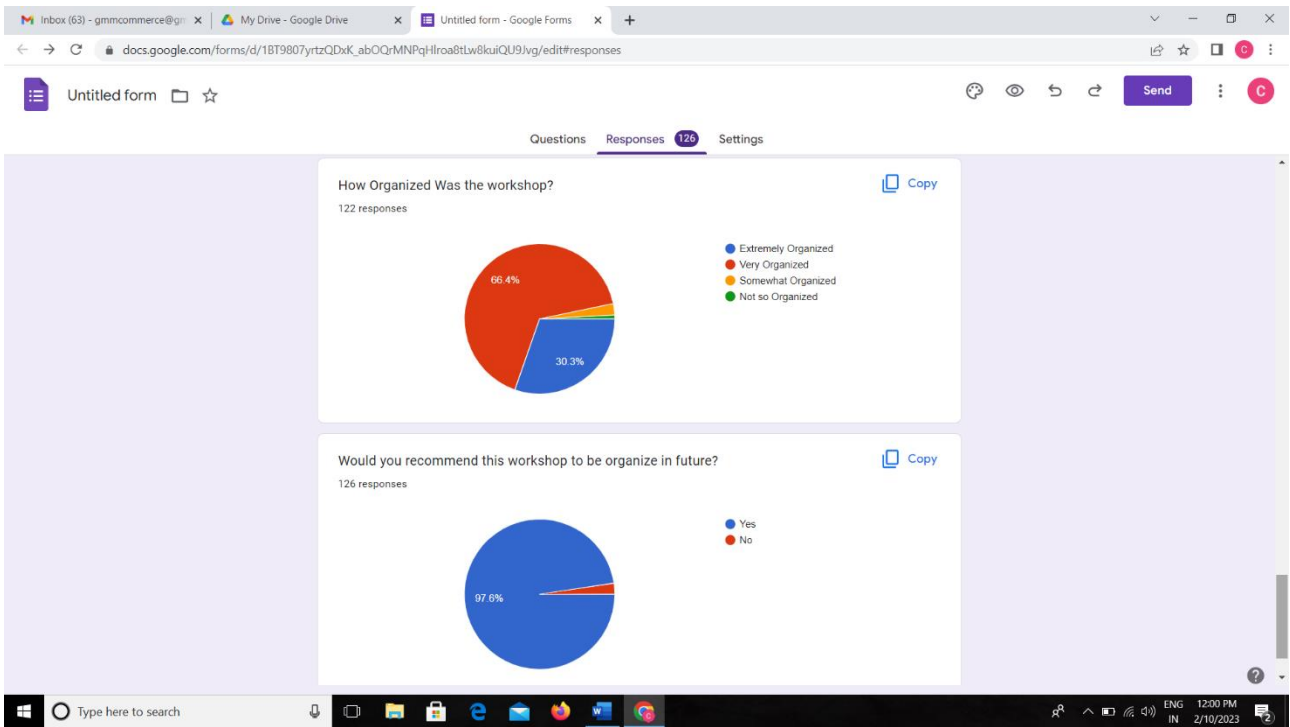 Inbox (63) - gmmcommerce@gm
My Drive - Google Drive
Untitled form - Google Forms
docs.google.com/forms/d/1BT9807yrtzQDxK_abOQrMNPqHlroa8tLw8kuiQU9Jvg/edit#responses
C
Untitled form
Send
C
Questions
Responses 126
Settings
How Organized Was the workshop?
Copy
122 responses
66.4%
30.3%
Extremely Organized
Very Organized
Somewhat Organized
Not so Organized
Would you recommend this workshop to be organize in future?
Copy
126 responses
97.6%
Yes
No
Type here to search
ENG
IN
12:00 PM
2/10/2023
2